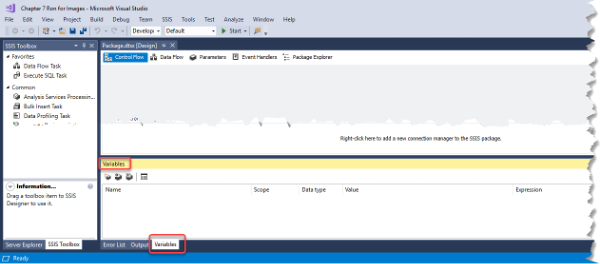 Chapter 7 Run for Images - Microsoft Visual Studio
File Edit View Project Build Debug Team SSIS Tools Test Analyze Window Help
Develop Default Start
SSIS Toolbox
Package.dtsx [Design]
Favorites
Data Flow Task
Execute SQL Task
Common
Analysis Services Processing...
Bulk Insert Task
Data Profiling Task
Control Flow Data Flow Parameters Event Handlers Package Explorer
Right-click here to add a new connection manager to the SSIS package.
Variables
Name Scope Data type Value Expression
Information...
Drag a toolbox item to SSIS
Designer to use it.
Server Explorer SSIS Toolbox
Error List Output Variables
Ready